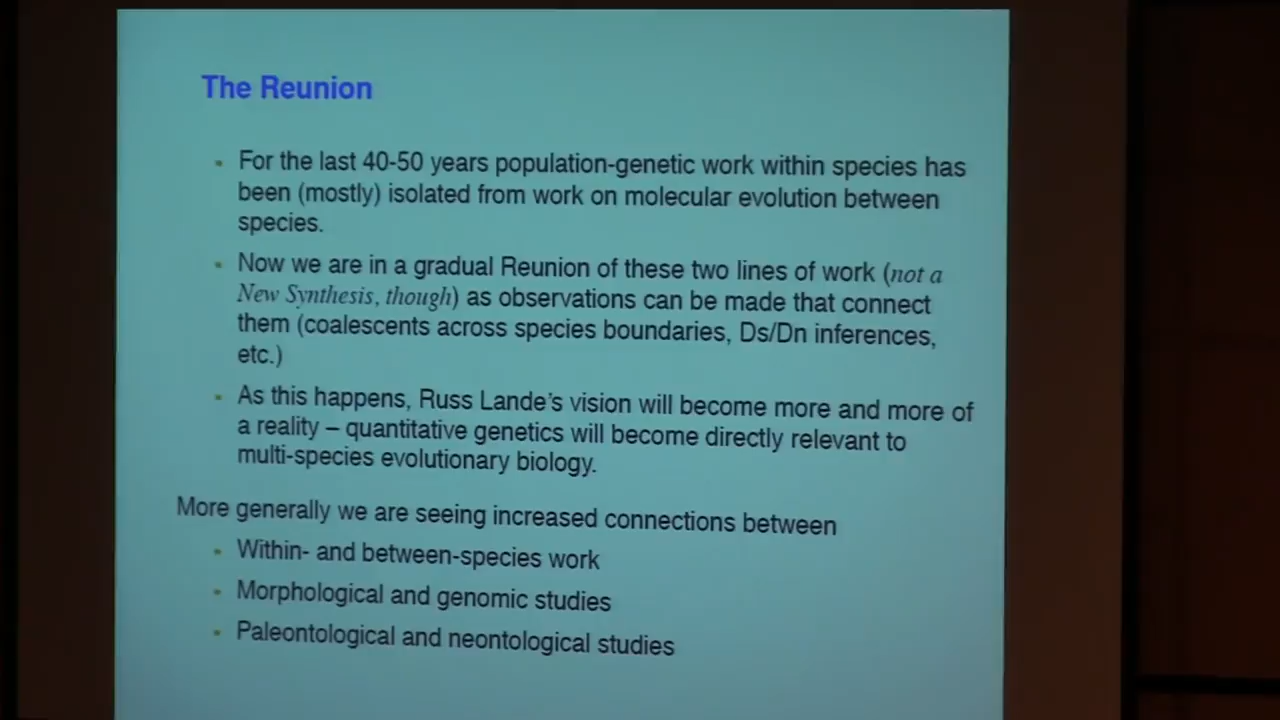 The Reunion
For the last 40-50 years population-genetic work within species has
been (mostly) isolated from work on molecular evolution between
species.
Now we are in a gradual Reunion of these two lines of work (not a
New Synthesis, though) as observations can be made that connect
them (coalescents across species boundaries, Ds/Dn inferences,
etc.)
As this happens, Russ Lande's vision will become more and more of
a reality – quantitative genetics will become directly relevant to
multi-species evolutionary biology.
More generally we are seeing increased connections between
Within- and between-species work
Morphological and genomic studies
Paleontological and neontological studies